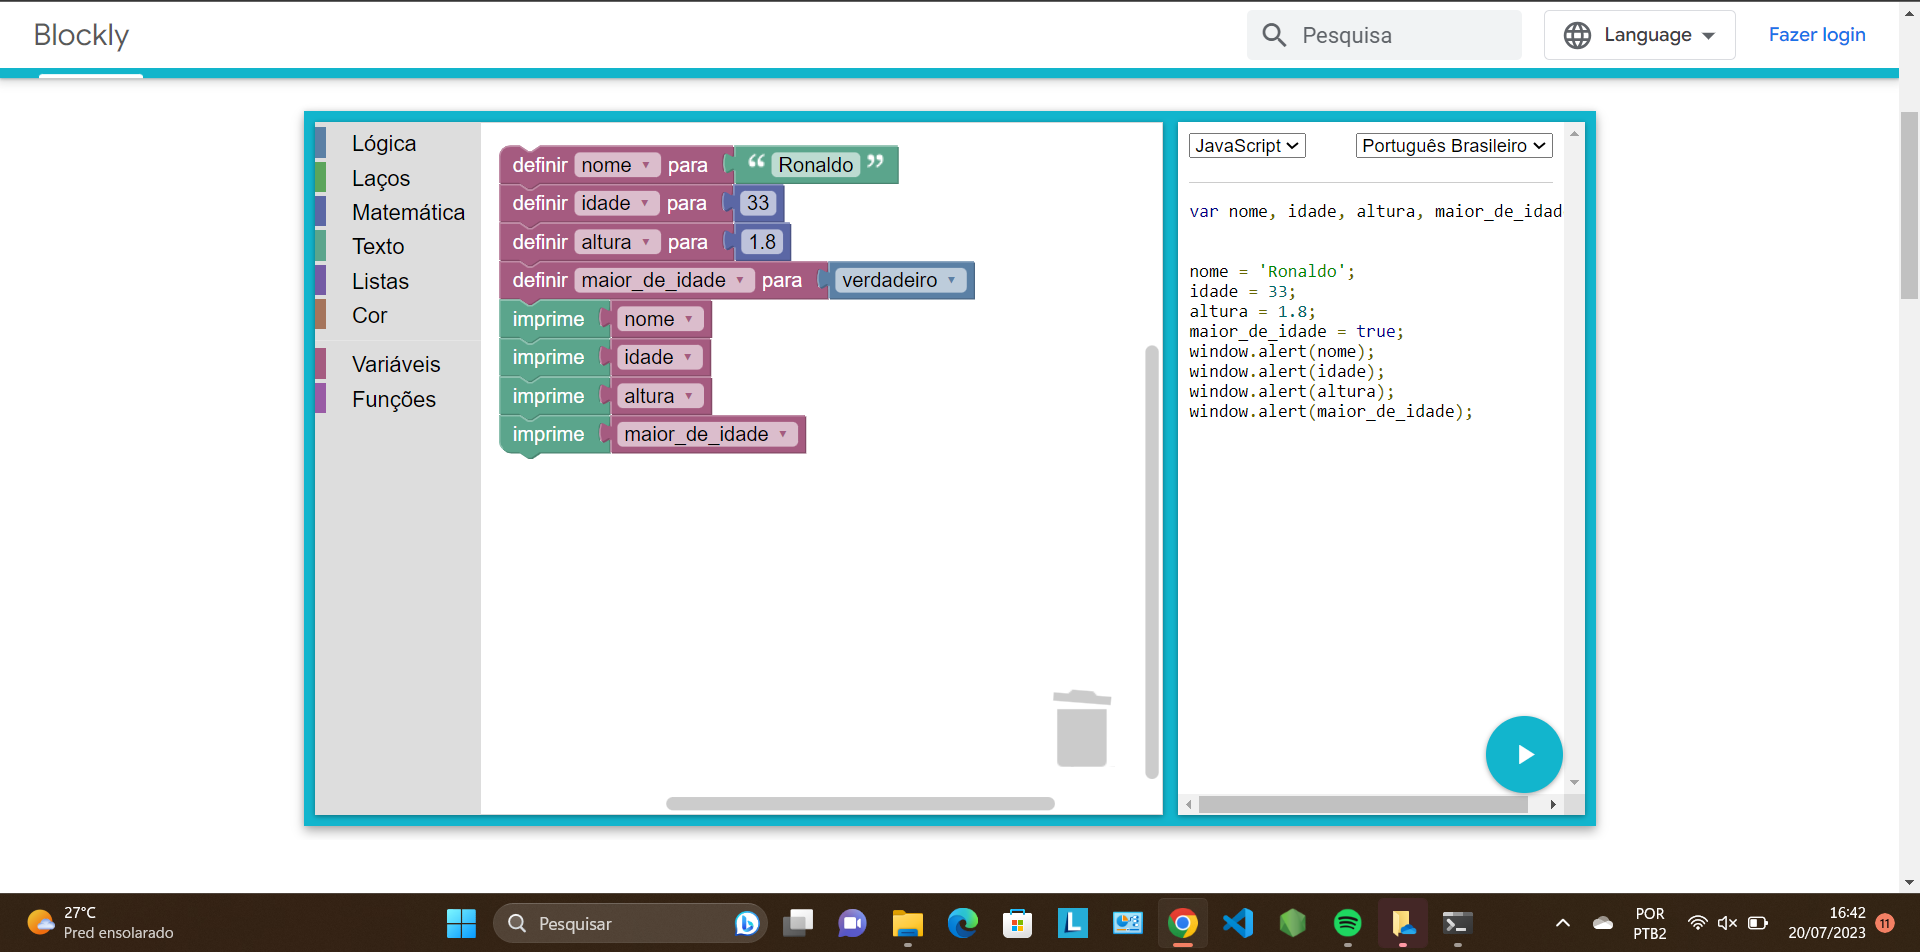 Blockly
Pesquisa
Language
Fazer login
Lógica
Laços
Matemática
Texto
Listas
Cor
Variáveis
Funções
definir nome para “ Ronaldo ”
definir idade para 33
definir altura para 1.8
definir maior_de_idade para verdadeiro
imprime nome
imprime idade
imprime altura
imprime maior_de_idade
JavaScript
Português Brasileiro
var nome, idade, altura, maior_de_idad
nome = 'Ronaldo';
idade = 33;
altura = 1.8;
maior_de_idade = true;
window.alert(nome);
window.alert(idade);
window.alert(altura);
window.alert(maior_de_idade);
27°C
Pred ensolarado
Pesquisar
L
POR
PTB2
16:42
20/07/2023
11